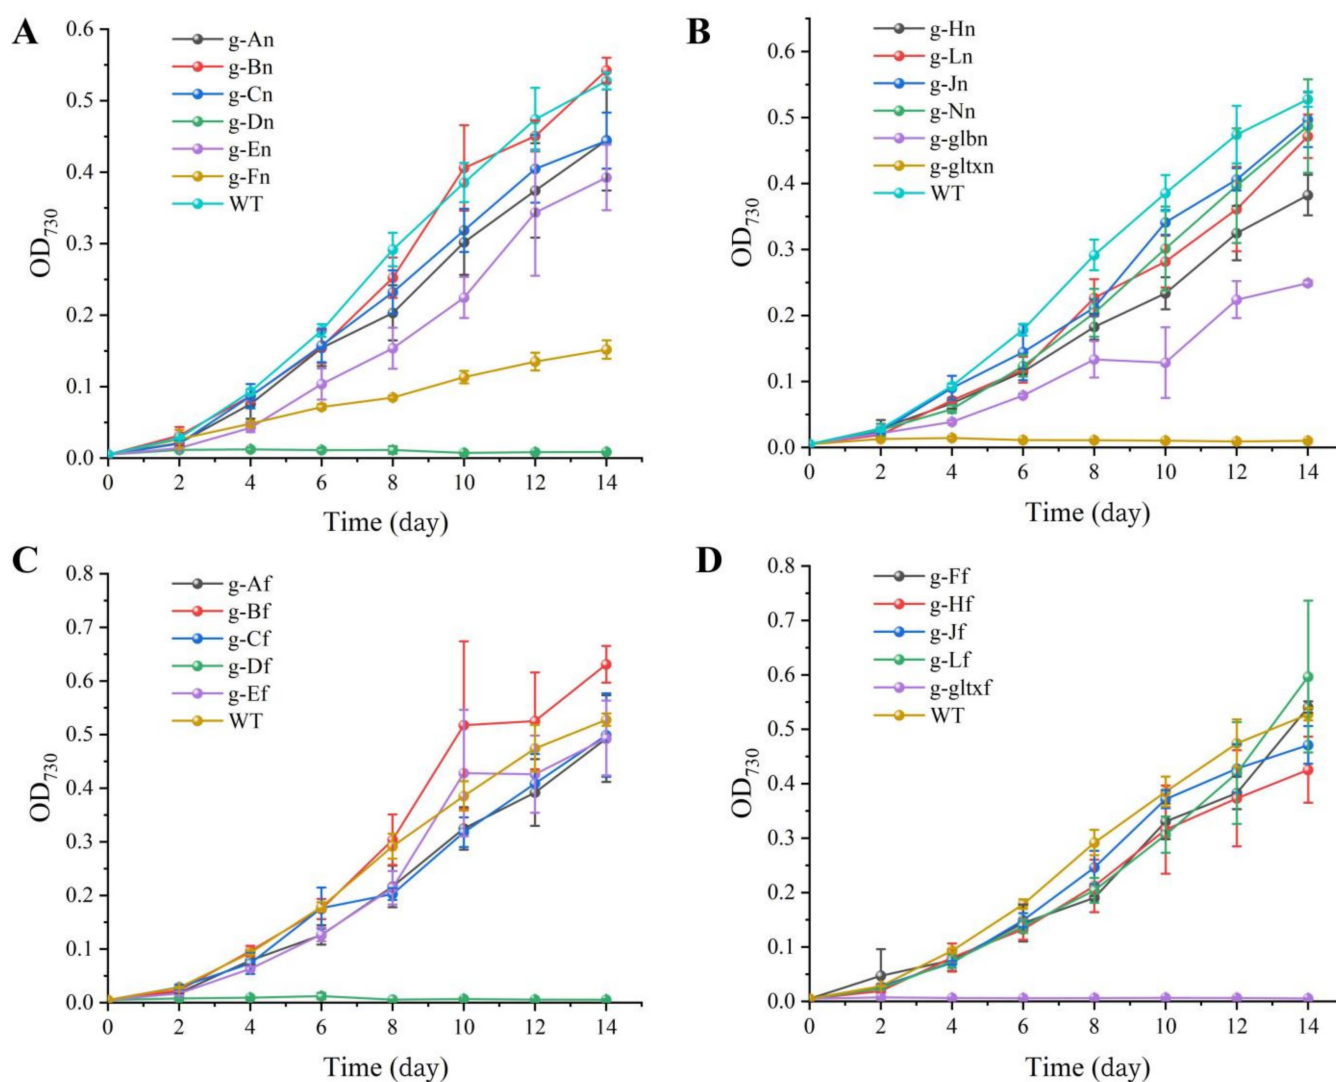 A
0.6
0.5
0.4
0.3
0.2
0.1
0.0
OD730
g-An
g-Bn
g-Cn
g-Dn
g-En
g-Fn
WT
0 2 4 6 8 10 12 14
Time (day)
B
0.6
0.5
0.4
0.3
0.2
0.1
0.0
OD730
g-Hn
g-Ln
g-Jn
g-Nn
g-glbn
g-gltxn
WT
0 2 4 6 8 10 12 14
Time (day)
C
0.8
0.7
0.6
0.5
0.4
0.3
0.2
0.1
0.0
OD730
g-Af
g-Bf
g-Cf
g-Df
g-Ef
WT
0 2 4 6 8 10 12 14
Time (day)
D
0.8
0.7
0.6
0.5
0.4
0.3
0.2
0.1
0.0
OD730
g-Ff
g-Hf
g-Jf
g-Lf
g-gltxf
WT
0 2 4 6 8 10 12 14
Time (day)